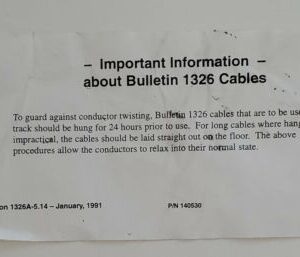 – Important Information –
about Bulletin 1326 Cables
To guard against conductor twisting, Bulletin 1326 cables that are to be use
track should be hung for 24 hours prior to use. For long cables where hang
impractical, the cables should be laid straight out on the floor. The above
procedures allow the conductors to relax into their normal state.
on 1326A-5.14 – January, 1991
P/N 140530